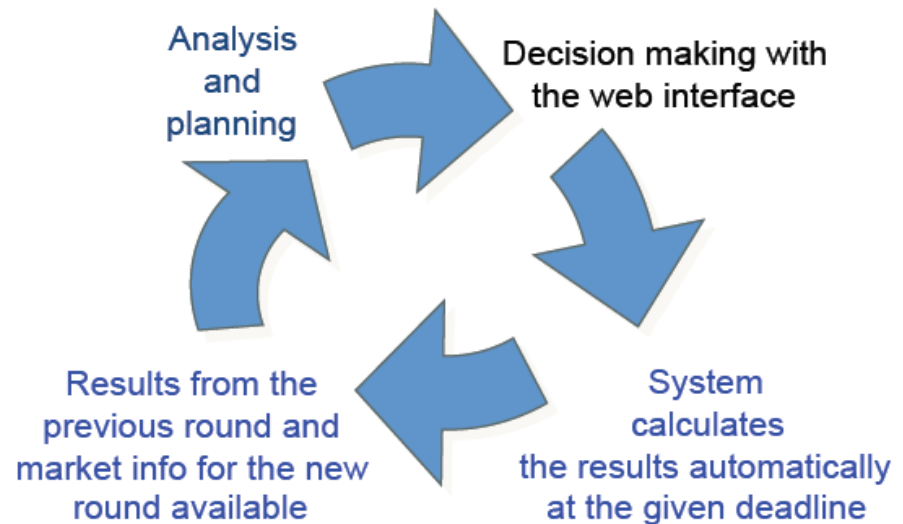 Analysis
and
planning
Decision making with
the web interface
System
calculates
the results automatically
at the given deadline
Results from the
previous round and
market info for the new
round available